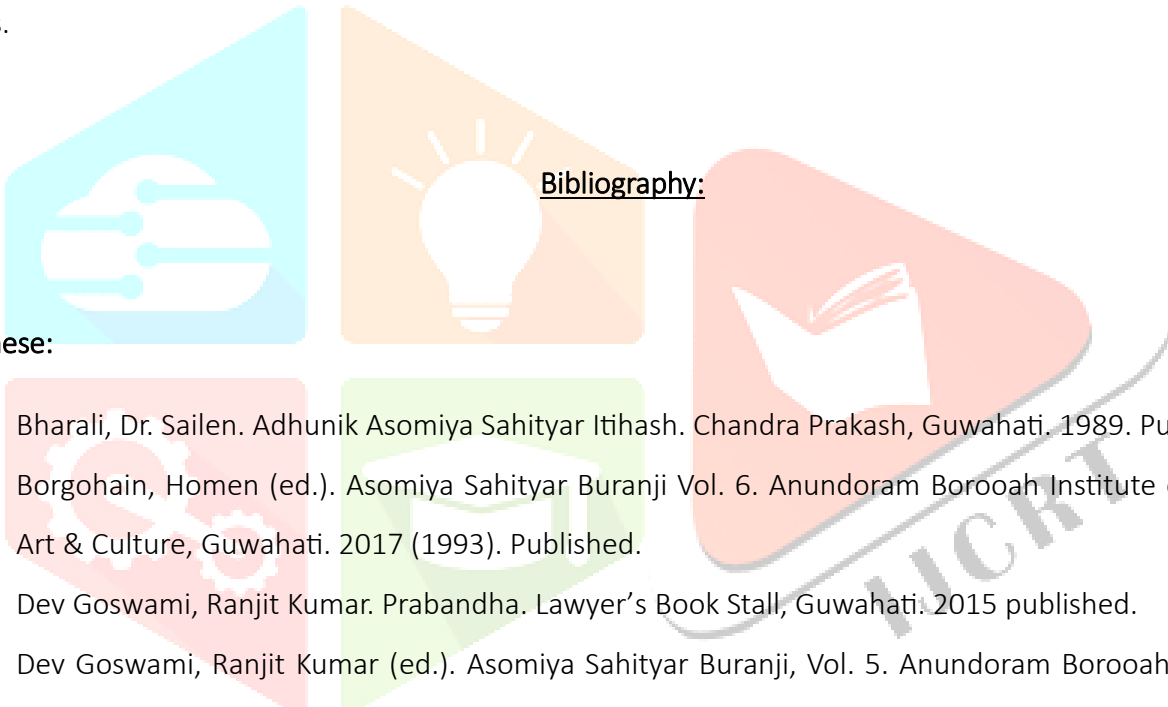 s.
Bibliography:
nese:
Bharali, Dr. Sailen. Adhunik Asomiya Sahityar Itihash. Chandra Prakash, Guwahati. 1989. Pu
Borgohain, Homen (ed.). Asomiya Sahityar Buranji Vol. 6. Anundoram Borooah Institute
Art & Culture, Guwahati. 2017 (1993). Published.
Dev Goswami, Ranjit Kumar. Prabandha. Lawyer’s Book Stall, Guwahati. 2015 published.
Dev Goswami, Ranjit Kumar (ed.). Asomiya Sahityar Buranji, Vol. 5. Anundoram Borooah
IJCRT